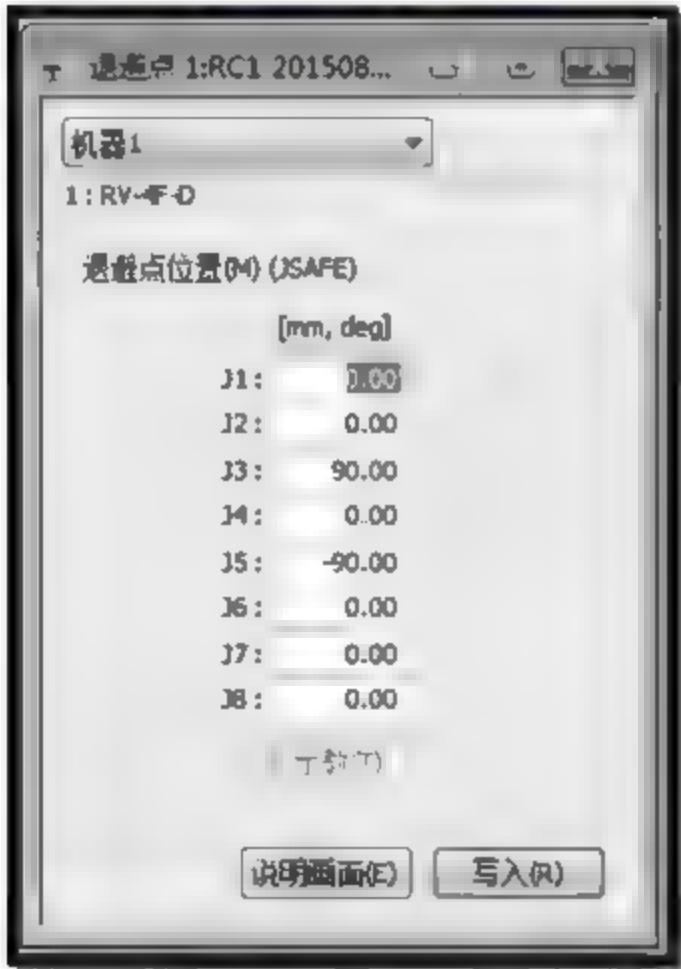 退避点 1:RC1 201508...
机器1
1:RV-4F-D
退避点位置(M) (JSAFE)
[mm, deg]
J1: 0.00
J2: 0.00
J3: 90.00
J4: 0.00
J5: -90.00
J6: 0.00
J7: 0.00
J8: 0.00
说明画面(E) 写入(R)